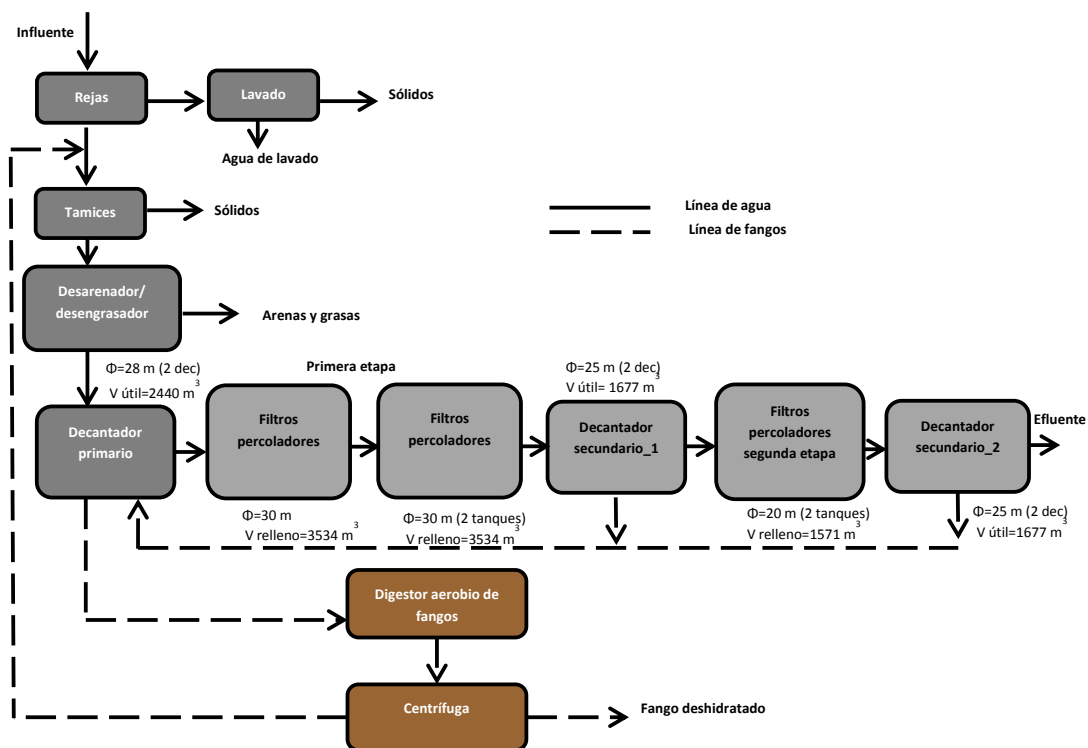 Influente
Rejas
Lavado
Sólidos
Agua de lavado
Tamices
Sólidos
Línea de agua
Línea de fangos
Desarenador/
desengrasador
Arenas y grasas
Φ=28 m (2 dec)
V útil=2440 m³
Primera etapa
Φ=25 m (2 dec)
V útil= 1677 m³
Decantador
primario
Filtros
percoladores
Filtros
percoladores
Decantador
secundario_1
Filtros
percoladores
segunda etapa
Decantador
secundario_2
Efluente
Φ=30 m
V relleno=3534 m³
Φ=30 m (2 tanques)
V relleno=3534 m³
Φ=20 m (2 tanques)
V relleno=1571 m³
Φ=25 m (2 dec)
V útil=1677 m³
Digestor aerobio de
fangos
Centrífuga
Fango deshidratado